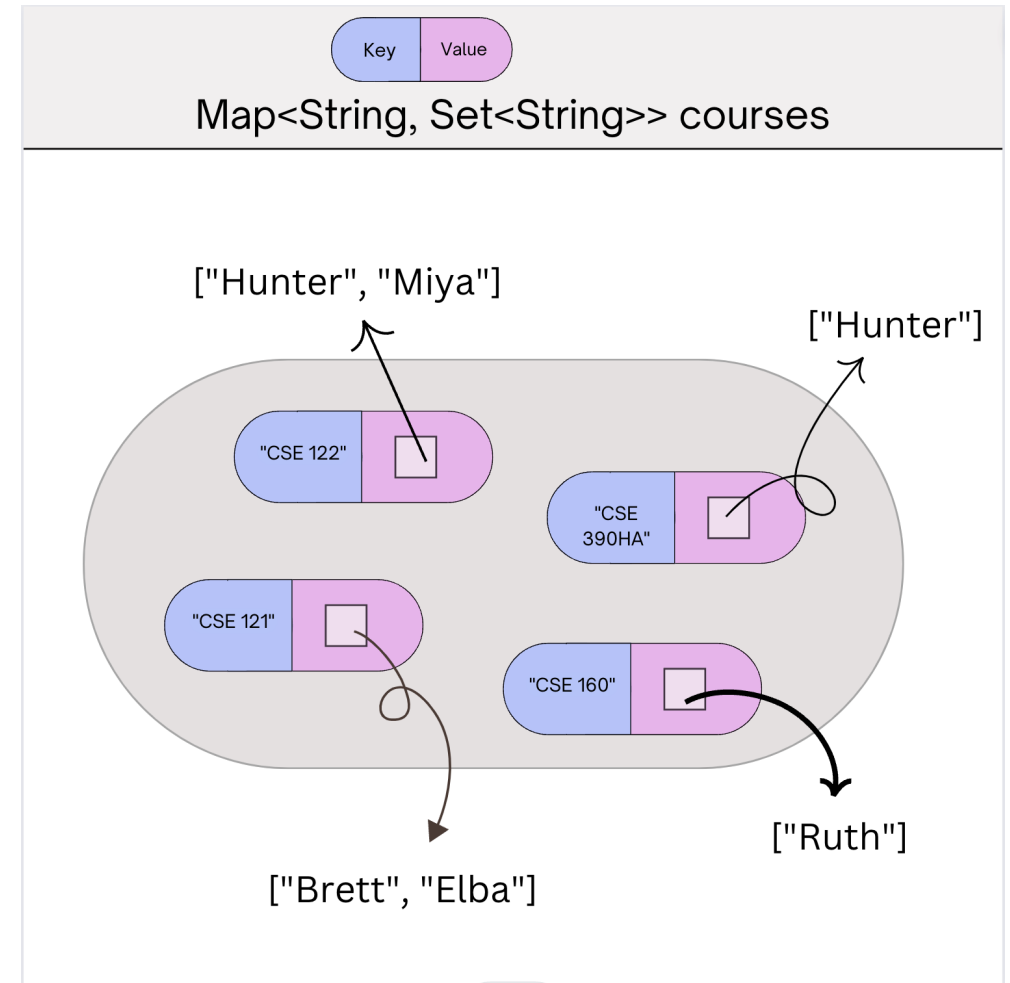 Key Value
Map<String, Set<String>> courses
["Hunter", "Miya"]
["Hunter"]
"CSE 122"
"CSE
390HA"
"CSE 121"
"CSE 160"
["Ruth"]
["Brett", "Elba"]